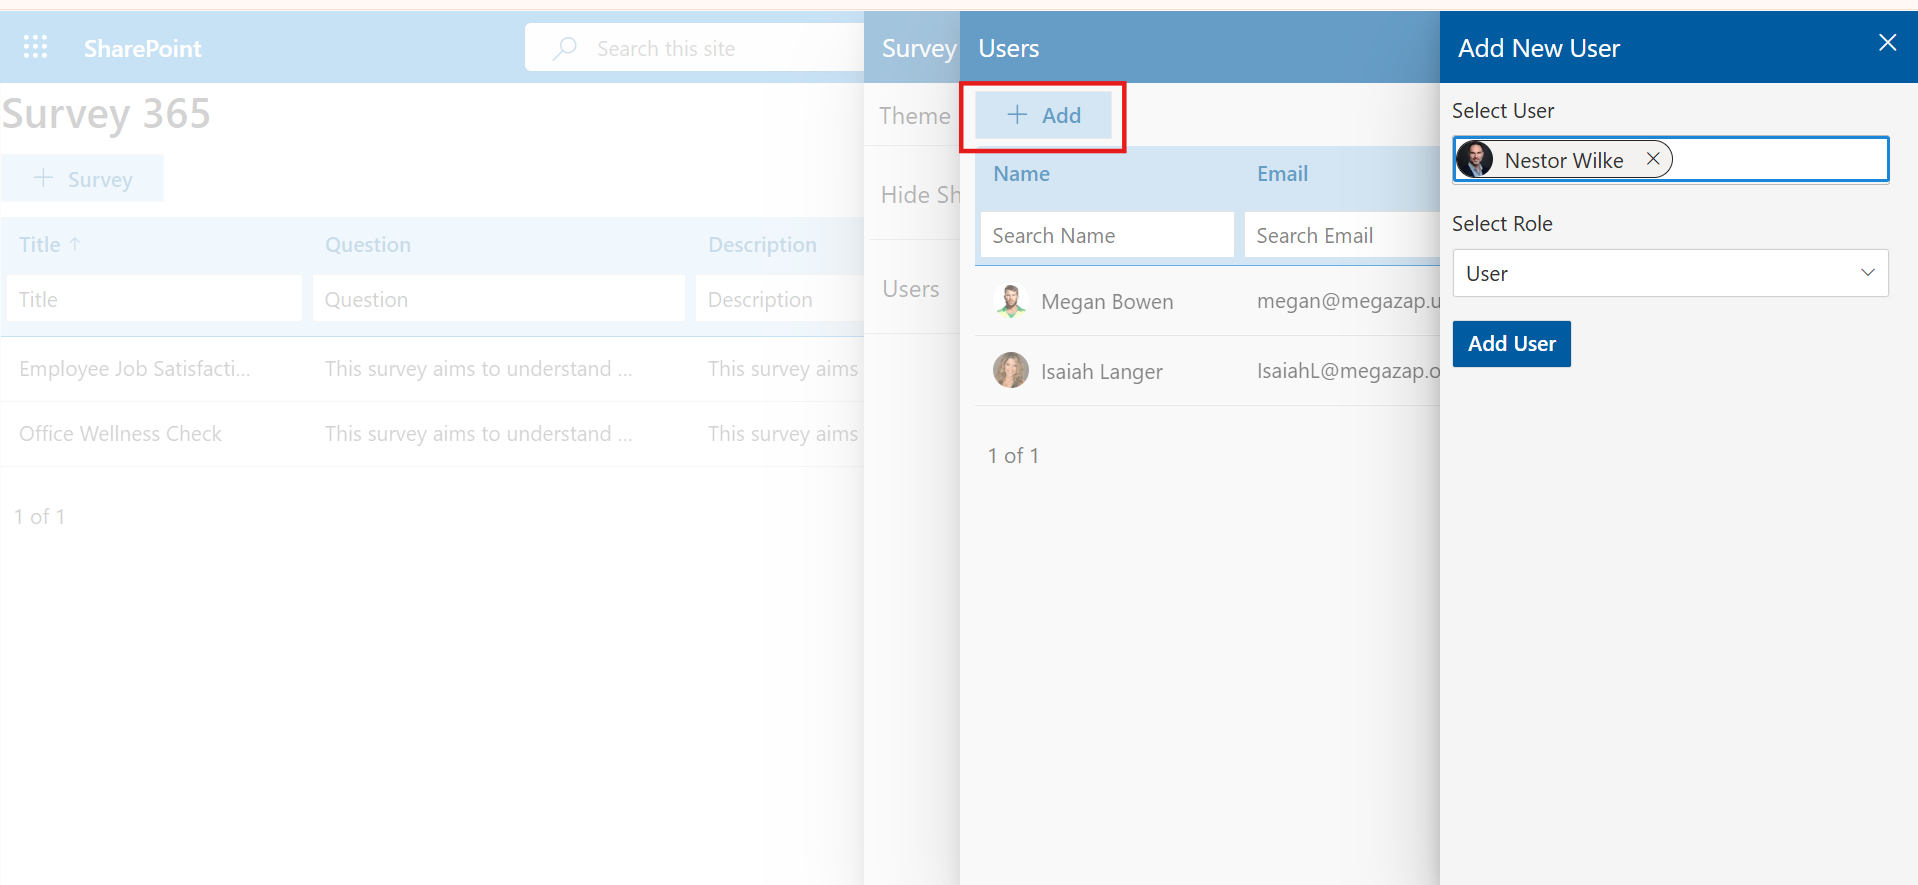 SharePoint
Search this site
Survey 365
+ Survey
Title ↑ Question Description
Title Question Description
Employee Job Satisfacti... This survey aims to understand ... This survey aims
Office Wellness Check This survey aims to understand ... This survey aims
1 of 1
Survey
Theme
Hide Sh
Users
Users
+ Add
Name Email
Search Name Search Email
Megan Bowen megan@megazap.u
Isaiah Langer IsaiahL@megazap.o
1 of 1
Add New User
Select User
Nestor Wilke
Select Role
User
Add User